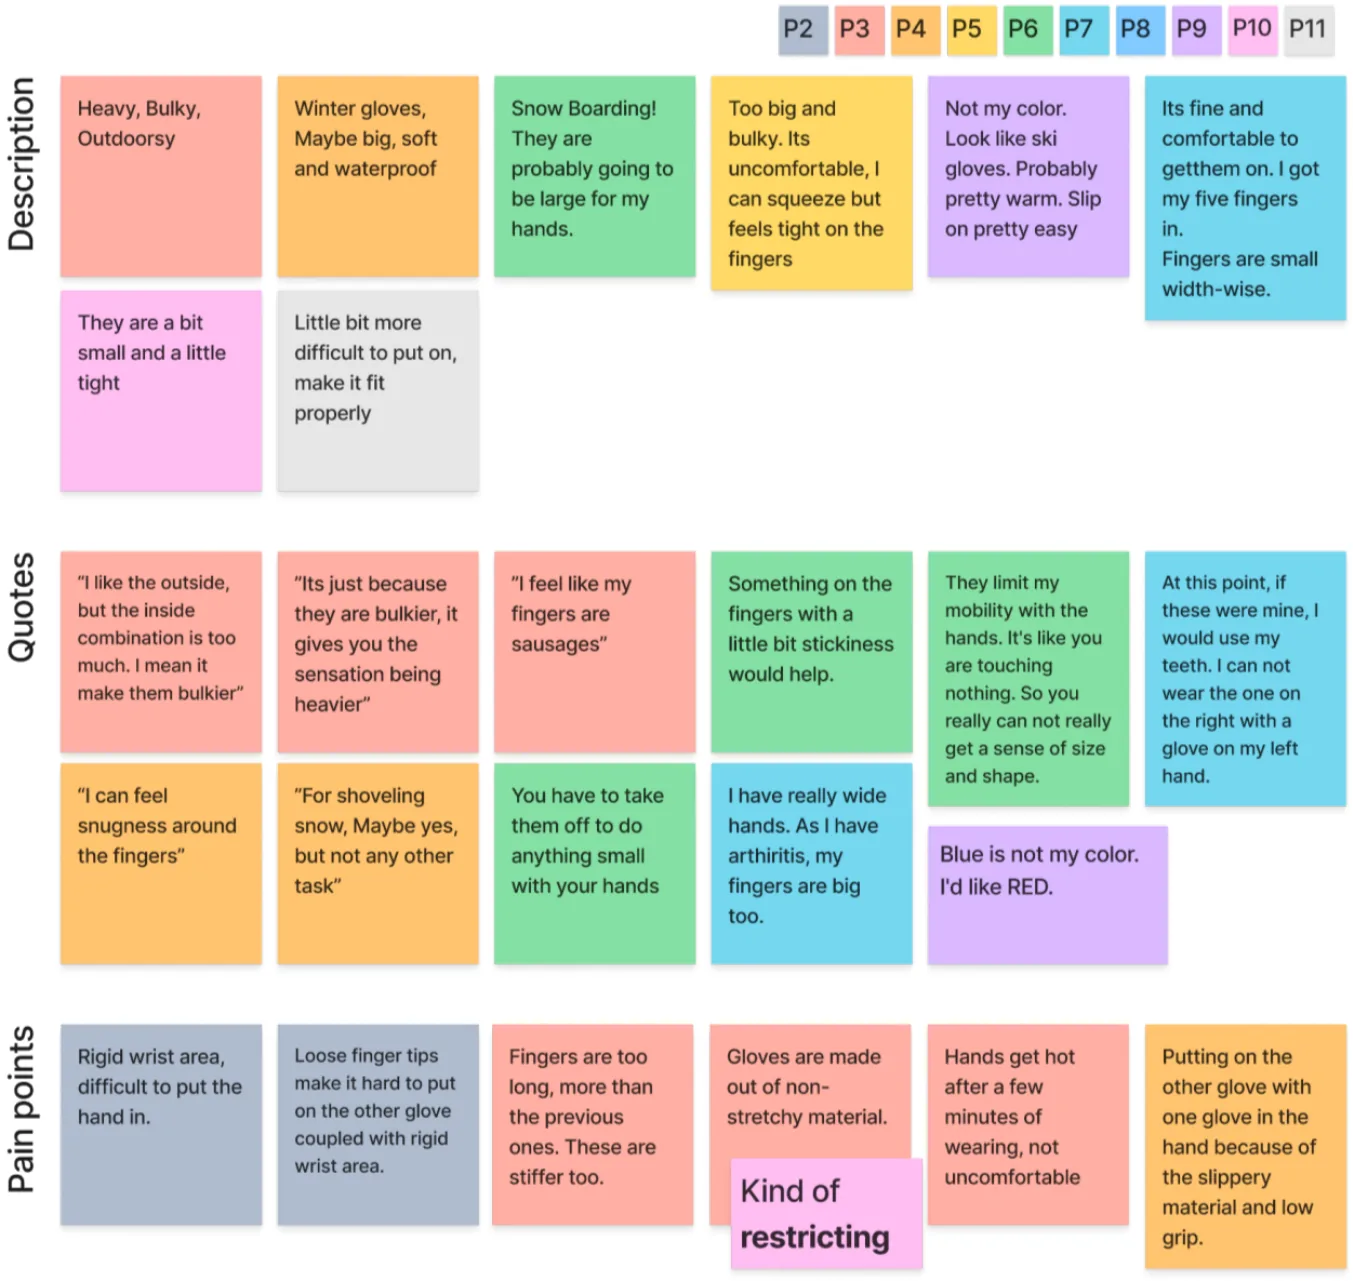 P2 P3 P4 P5 P6 P7 P8 P9 P10 P11
Description
Heavy, Bulky,
Outdoorsy
Winter gloves,
Maybe big, soft
and waterproof
Snow Boarding!
They are
probably going to
be large for my
hands.
Too big and
bulky. Its
uncomfortable, I
can squeeze but
feels tight on the
fingers
Not my color.
Look like ski
gloves. Probably
pretty warm. Slip
on pretty easy
Its fine and
comfortable to
getthem on. I got
my five fingers
in.
Fingers are small
width-wise.
They are a bit
small and a little
tight
Little bit more
difficult to put on,
make it fit
properly
Quotes
“I like the outside,
but the inside
combination is too
much. I mean it
make them bulkier”
”Its just because
they are bulkier, it
gives you the
sensation being
heavier”
”I feel like my
fingers are
sausages”
Something on the
fingers with a
little bit stickiness
would help.
They limit my
mobility with the
hands. It's like you
are touching
nothing. So you
really can not really
get a sense of size
and shape.
At this point, if
these were mine, I
would use my
teeth. I can not
wear the one on
the right with a
glove on my left
hand.
“I can feel
snugness around
the fingers”
”For shoveling
snow, Maybe yes,
but not any other
task”
You have to take
them off to do
anything small
with your hands
I have really wide
hands. As I have
arthiritis, my
fingers are big
too.
Blue is not my color.
I'd like RED.
Pain points
Rigid wrist area,
difficult to put the
hand in.
Loose finger tips
make it hard to put
on the other glove
coupled with rigid
wrist area.
Fingers are too
long, more than
the previous
ones. These are
stiffer too.
Gloves are made
out of non-
stretchy material.
Kind of
restricting
Hands get hot
after a few
minutes of
wearing, not
uncomfortable
Putting on the
other glove with
one glove in the
hand because of
the slippery
material and low
grip.